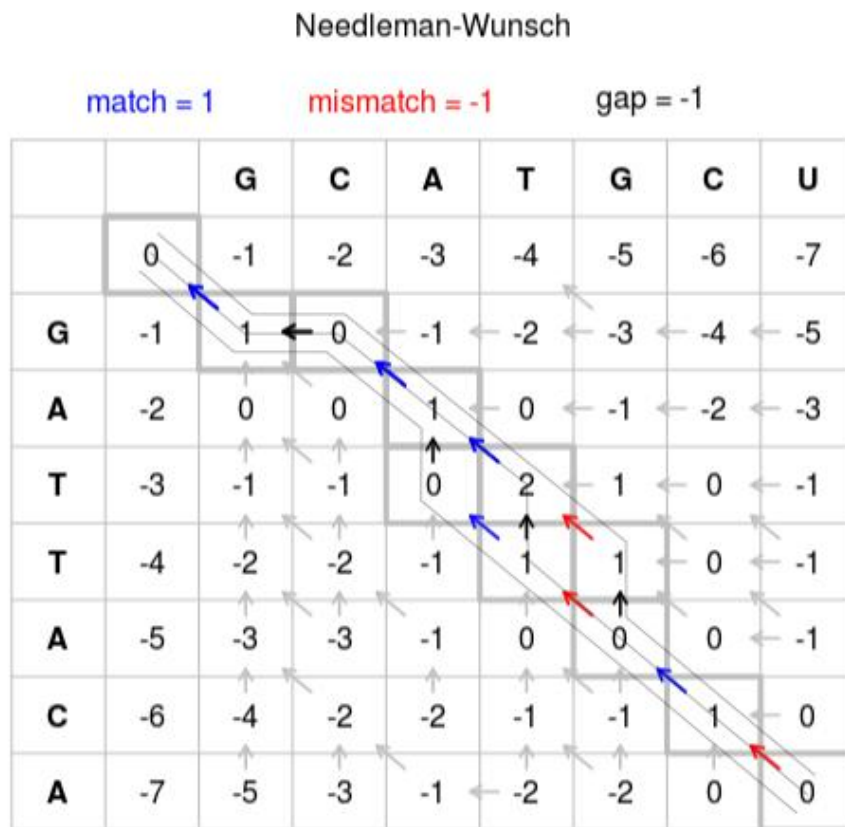 Needleman-Wunsch
match = 1 mismatch = -1 gap = -1
G C A T G C U
0 -1 -2 -3 -4 -5 -6 -7
G -1 1 0 -1 -2 -3 -4 -5
A -2 0 0 1 0 -1 -2 -3
T -3 -1 -1 0 2 1 0 -1
T -4 -2 -2 -1 1 1 0 -1
A -5 -3 -3 -1 0 0 0 -1
C -6 -4 -2 -2 -1 -1 1 0
A -7 -5 -3 -1 -2 -2 0 0